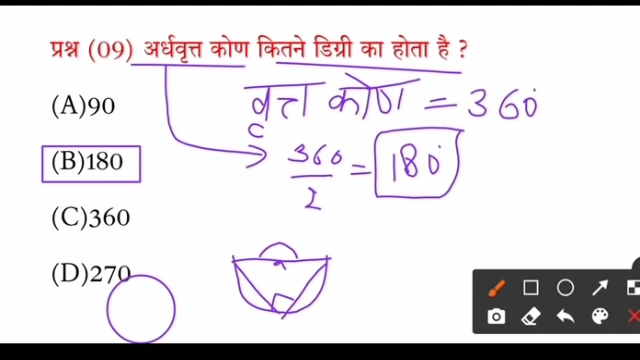 प्रश्न (09) अर्धवृत्त कोण कितने डिग्री का होता है ?
(A)90
वृत्त कोण = 360°
(B)180
360/2 = 180°
(C)360
(D)270